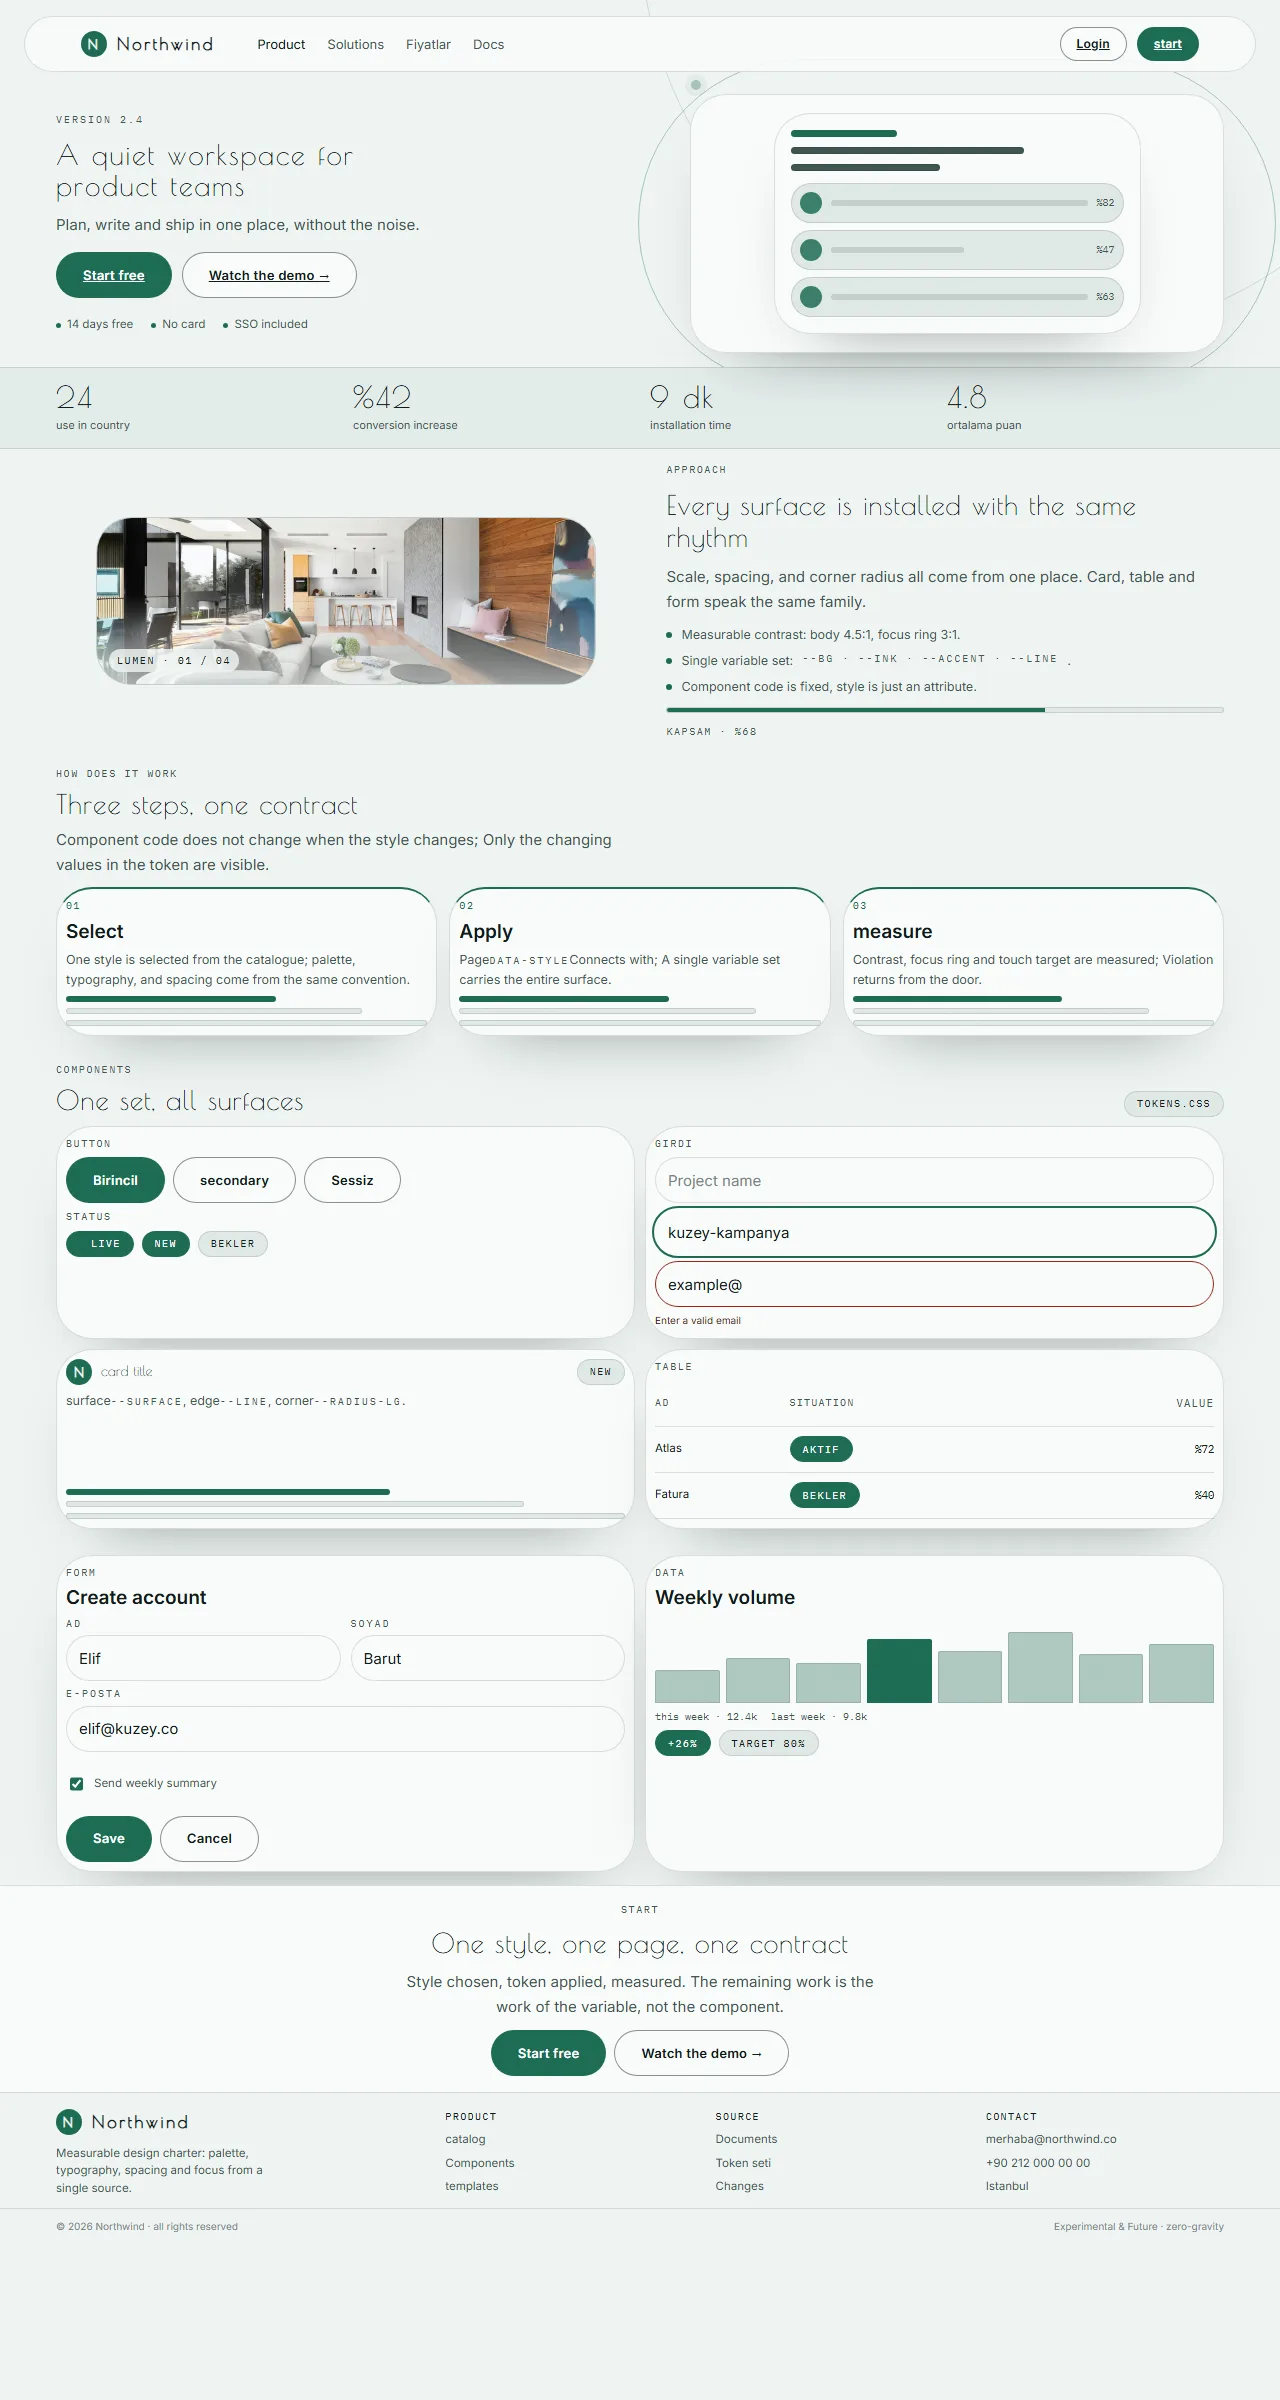 N Northwind Product Solutions Fiyatlar Docs Login start
VERSION 2.4
A quiet workspace for
product teams
Plan, write and ship in one place, without the noise.
Start free Watch the demo →
14 days free No card SSO included
%82
%47
%63
24 %42 9 dk 4.8
use in country conversion increase installation time ortalama puan
LUMEN · 01 / 04
APPROACH
Every surface is installed with the same
rhythm
Scale, spacing, and corner radius all come from one place. Card, table and
form speak the same family.
Measurable contrast: body 4.5:1, focus ring 3:1.
Single variable set: --BG · --INK · --ACCENT · --LINE .
Component code is fixed, style is just an attribute.
KAPSAM · %68
HOW DOES IT WORK
Three steps, one contract
Component code does not change when the style changes; Only the changing
values in the token are visible.
01
Select
One style is selected from the catalogue; palette,
typography, and spacing come from the same convention.
02
Apply
PageDATA-STYLEConnects with; A single variable set
carries the entire surface.
03
measure
Contrast, focus ring and touch target are measured; Violation
returns from the door.
COMPONENTS
One set, all surfaces
TOKENS.CSS
BUTTON
Birincil secondary Sessiz
STATUS
LIVE NEW BEKLER
GIRDI
Project name
kuzey-kampanya
example@
Enter a valid email
N card title NEW
surface--SURFACE, edge--LINE, corner--RADIUS-LG.
TABLE
AD SITUATION VALUE
Atlas AKTIF %72
Fatura BEKLER %40
FORM
Create account
AD SOYAD
Elif Barut
E-POSTA
elif@kuzey.co
Send weekly summary
Save Cancel
DATA
Weekly volume
this week · 12.4k last week · 9.8k
+26% TARGET 80%
START
One style, one page, one contract
Style chosen, token applied, measured. The remaining work is the
work of the variable, not the component.
Start free Watch the demo →
N Northwind
Measurable design charter: palette,
typography, spacing and focus from a
single source.
PRODUCT
catalog
Components
templates
SOURCE
Documents
Token seti
Changes
CONTACT
merhaba@northwind.co
+90 212 000 00 00
Istanbul
© 2026 Northwind · all rights reserved Experimental & Future · zero-gravity